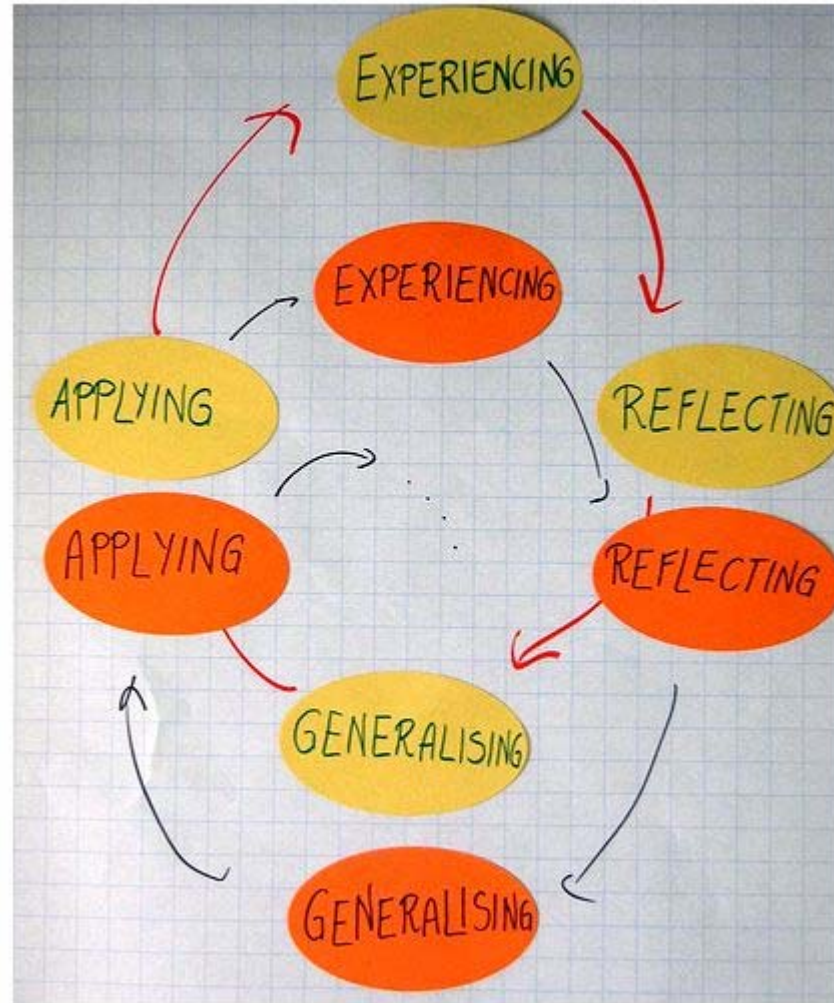 EXPERIENCING
EXPERIENCING
APPLYING
REFLECTING
APPLYING
REFLECTING
GENERALISING
GENERALISING